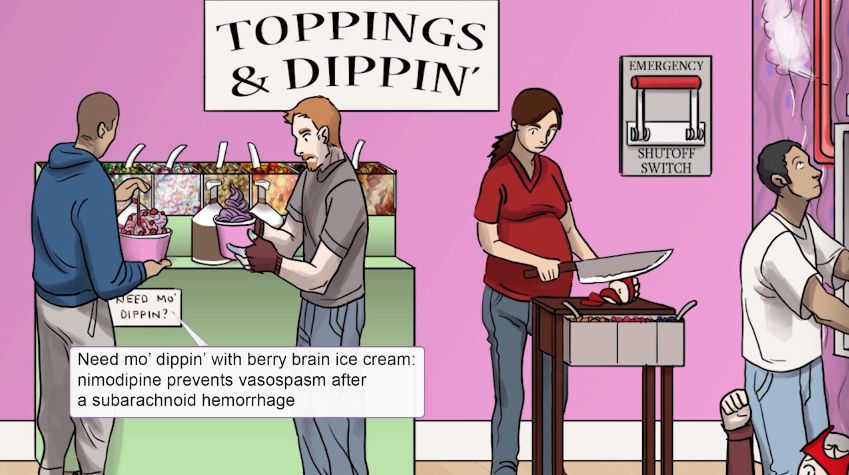 TOPPINGS
& DIPPIN'
EMERGENCY
SHUTOFF
SWITCH
NEED MO'
DIPPIN?
Need mo' dippin' with berry brain ice cream:
nimodipine prevents vasospasm after
a subarachnoid hemorrhage